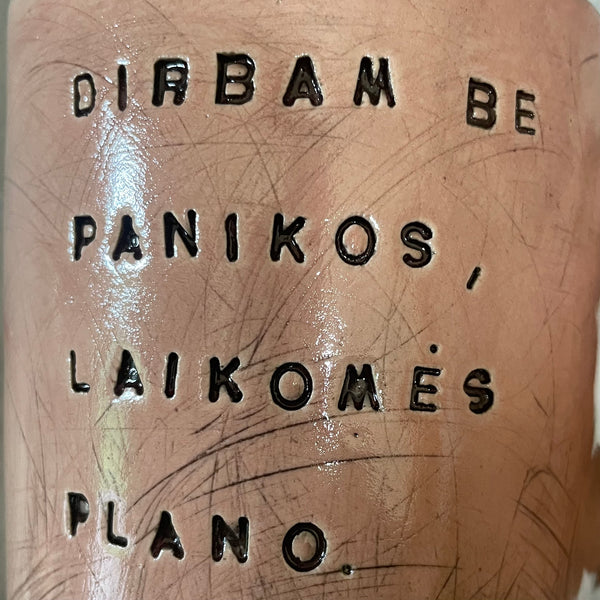 DIRBAM BE
PANIKOS,
LAIKOMĖS
PLANO.